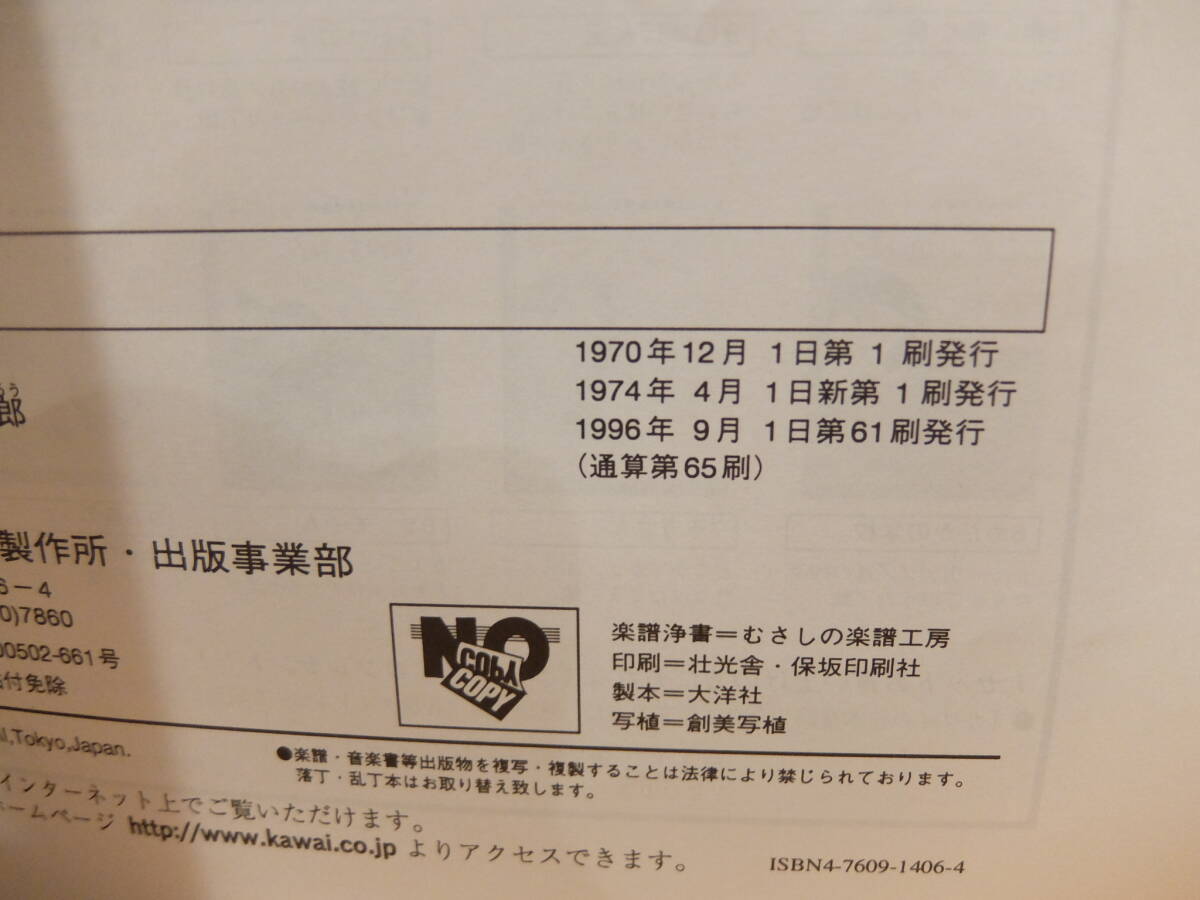 1970年12月 1日第 1 刷発行
1974年 4月 1日新第 1 刷発行
1996年 9月 1日第61刷発行
(通算第65刷)
ろう
郎
製作所・出版事業部
6-4
0)7860
00502-661号
付免除
NO
COPY
COPY
楽譜浄書=むさしの楽譜工房
印刷=壮光舎・保坂印刷社
製本=大洋社
写植=創美写植
,Tokyo,Japan.
●楽譜・音楽書等出版物を複写・複製することは法律により禁じられております。
落丁・乱丁本はお取り替え致します。
インターネット上でご覧いただけます。
ホームページ http://www.kawai.co.jp よりアクセスできます。
ISBN4-7609-1406-4